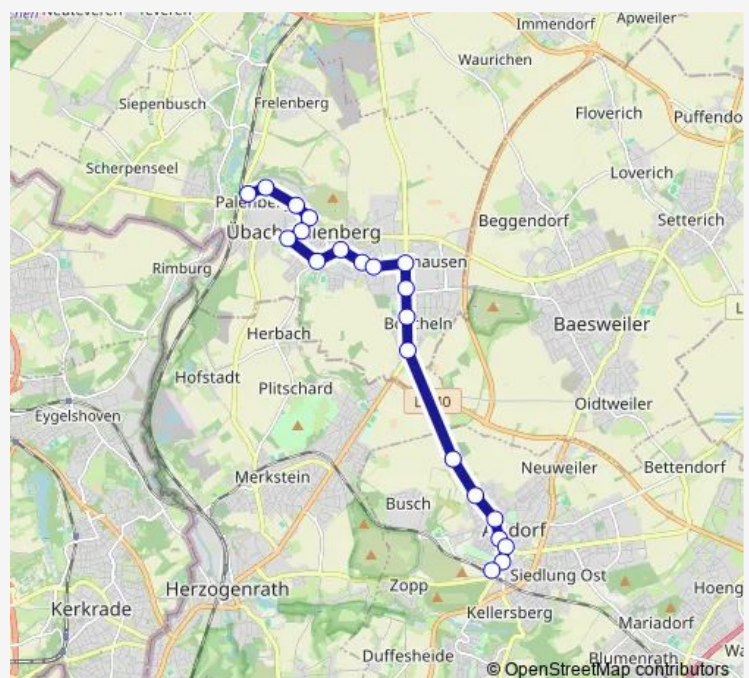 Immendorf
Apweiler
Waurichen
Siepenbusch
Frelenberg
Floverich
Puffendo
Scherpenseel
Loverich
Beggendorf
Setterich
Rimburg
Baesweiler
Herbach
Hofstadt
Plitschard
Oidtweiler
Eygelshoven
Neuweiler
Bettendorf
Merkstein
Busch
Siedlung Ost
Zopp
Herzogenrath
Hoeng
Kerkrade
Kellersberg
Mariadorf
Duffesheide
Blumenrath
© OpenStreetMap contributors